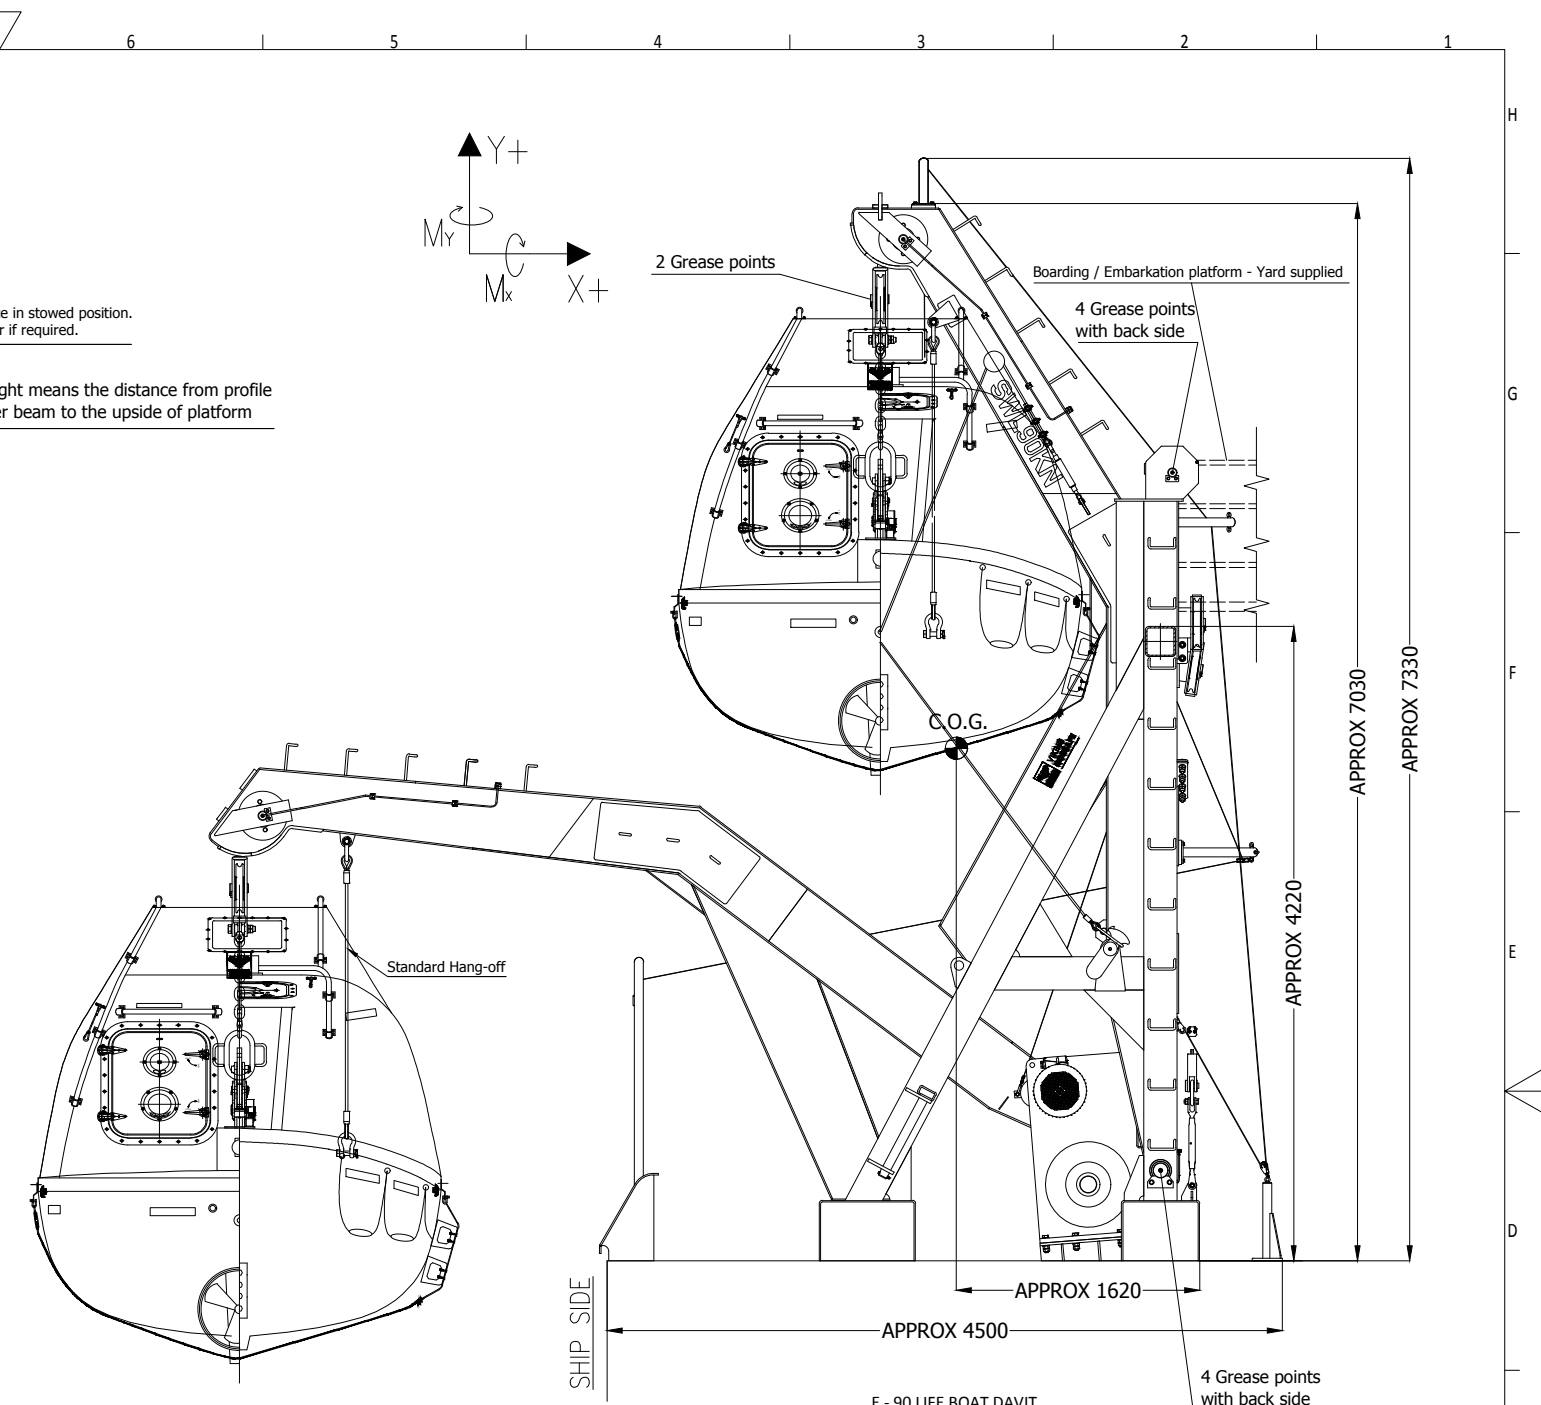 6 5 4 3 2 1
H
Y+
MY
Mx X+
2 Grease points
Boarding / Embarkation platform - Yard supplied
4 Grease points
with back side
ce in stowed position.
r if required.
ght means the distance from profile
er beam to the upside of platform
G
SWL90KN
F
APPROX 7030
APPROX 7330
C.O.G.
VIKING
APPROX 4220
E
Standard Hang-off
D
SHIP SIDE
APPROX 1620
APPROX 4500
4 Grease points
with back side
F - 90 LIFE BOAT DAVIT